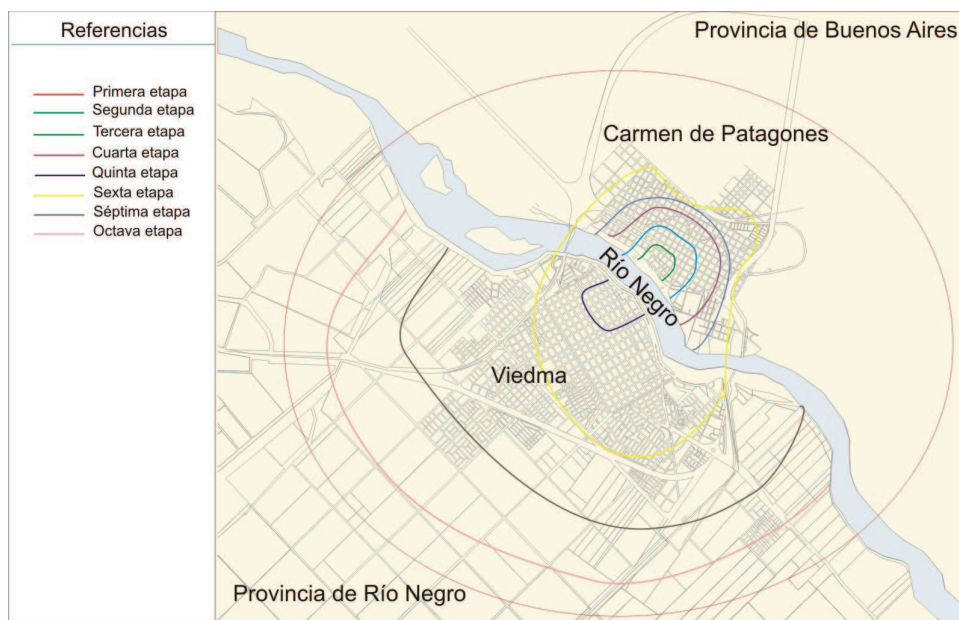 Referencias
Primera etapa
Segunda etapa
Tercera etapa
Cuarta etapa
Quinta etapa
Sexta etapa
Séptima etapa
Octava etapa
Provincia de Buenos Aires
Carmen de Patagones
Río Negro
Viedma
Provincia de Río Negro